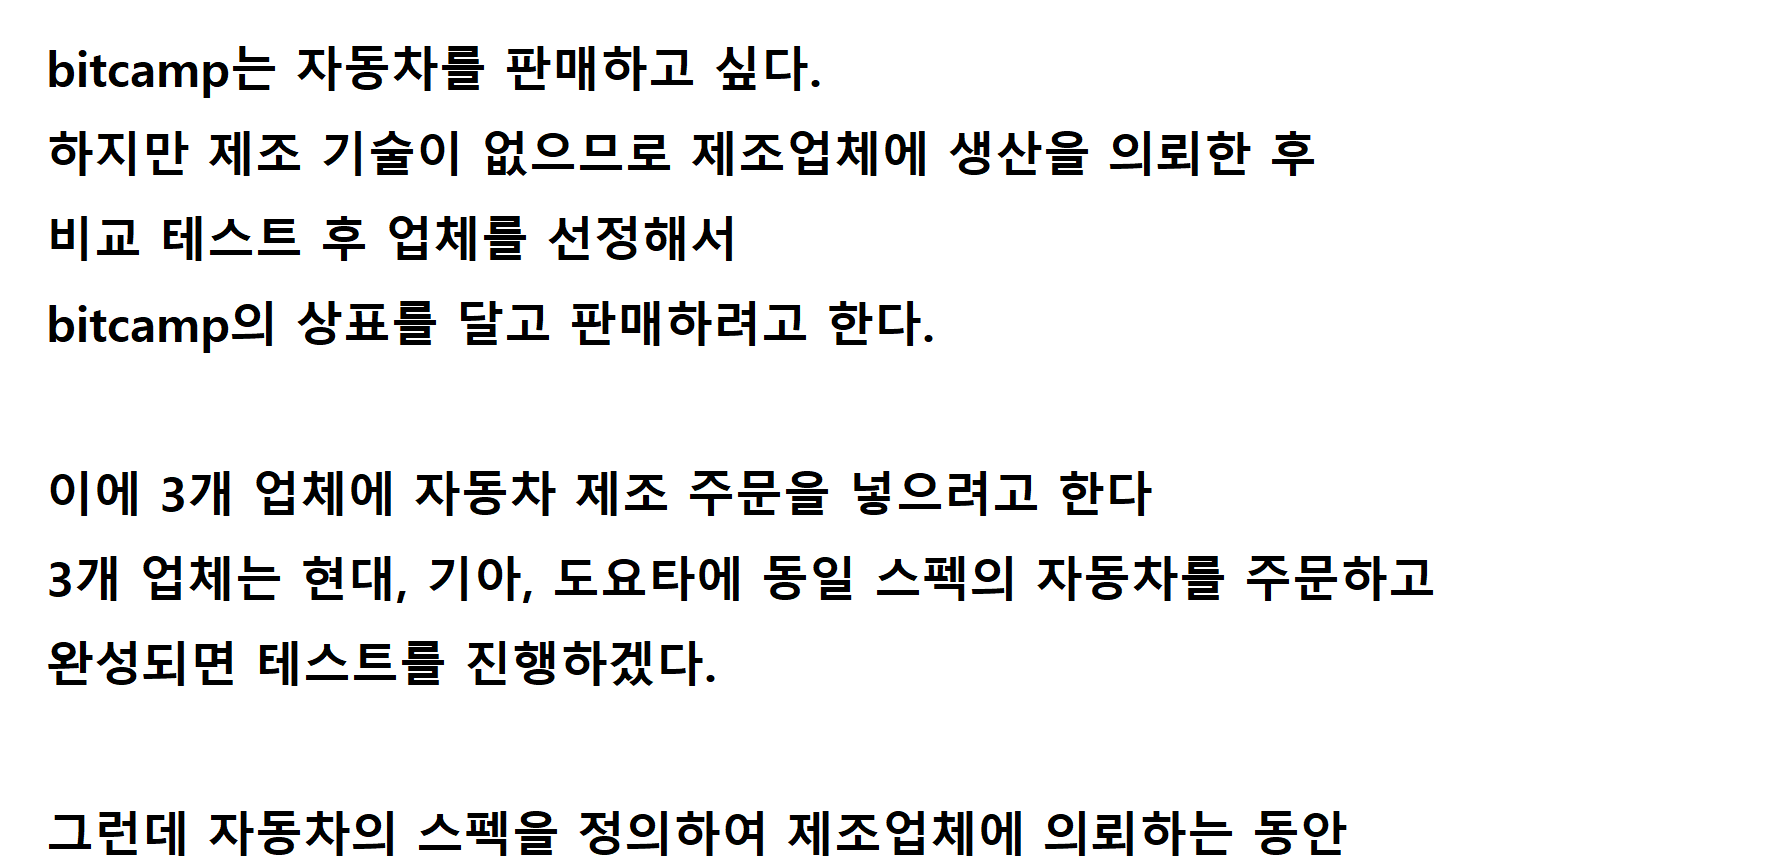 bitcamp는 자동차를 판매하고 싶다.
하지만 제조 기술이 없으므로 제조업체에 생산을 의뢰한 후
비교 테스트 후 업체를 선정해서
bitcamp의 상표를 달고 판매하려고 한다.
이에 3개 업체에 자동차 제조 주문을 넣으려고 한다
3개 업체는 현대, 기아, 도요타에 동일 스펙의 자동차를 주문하고
완성되면 테스트를 진행하겠다.
그런데 자동차의 스펙을 정의하여 제조업체에 의뢰하는 동안